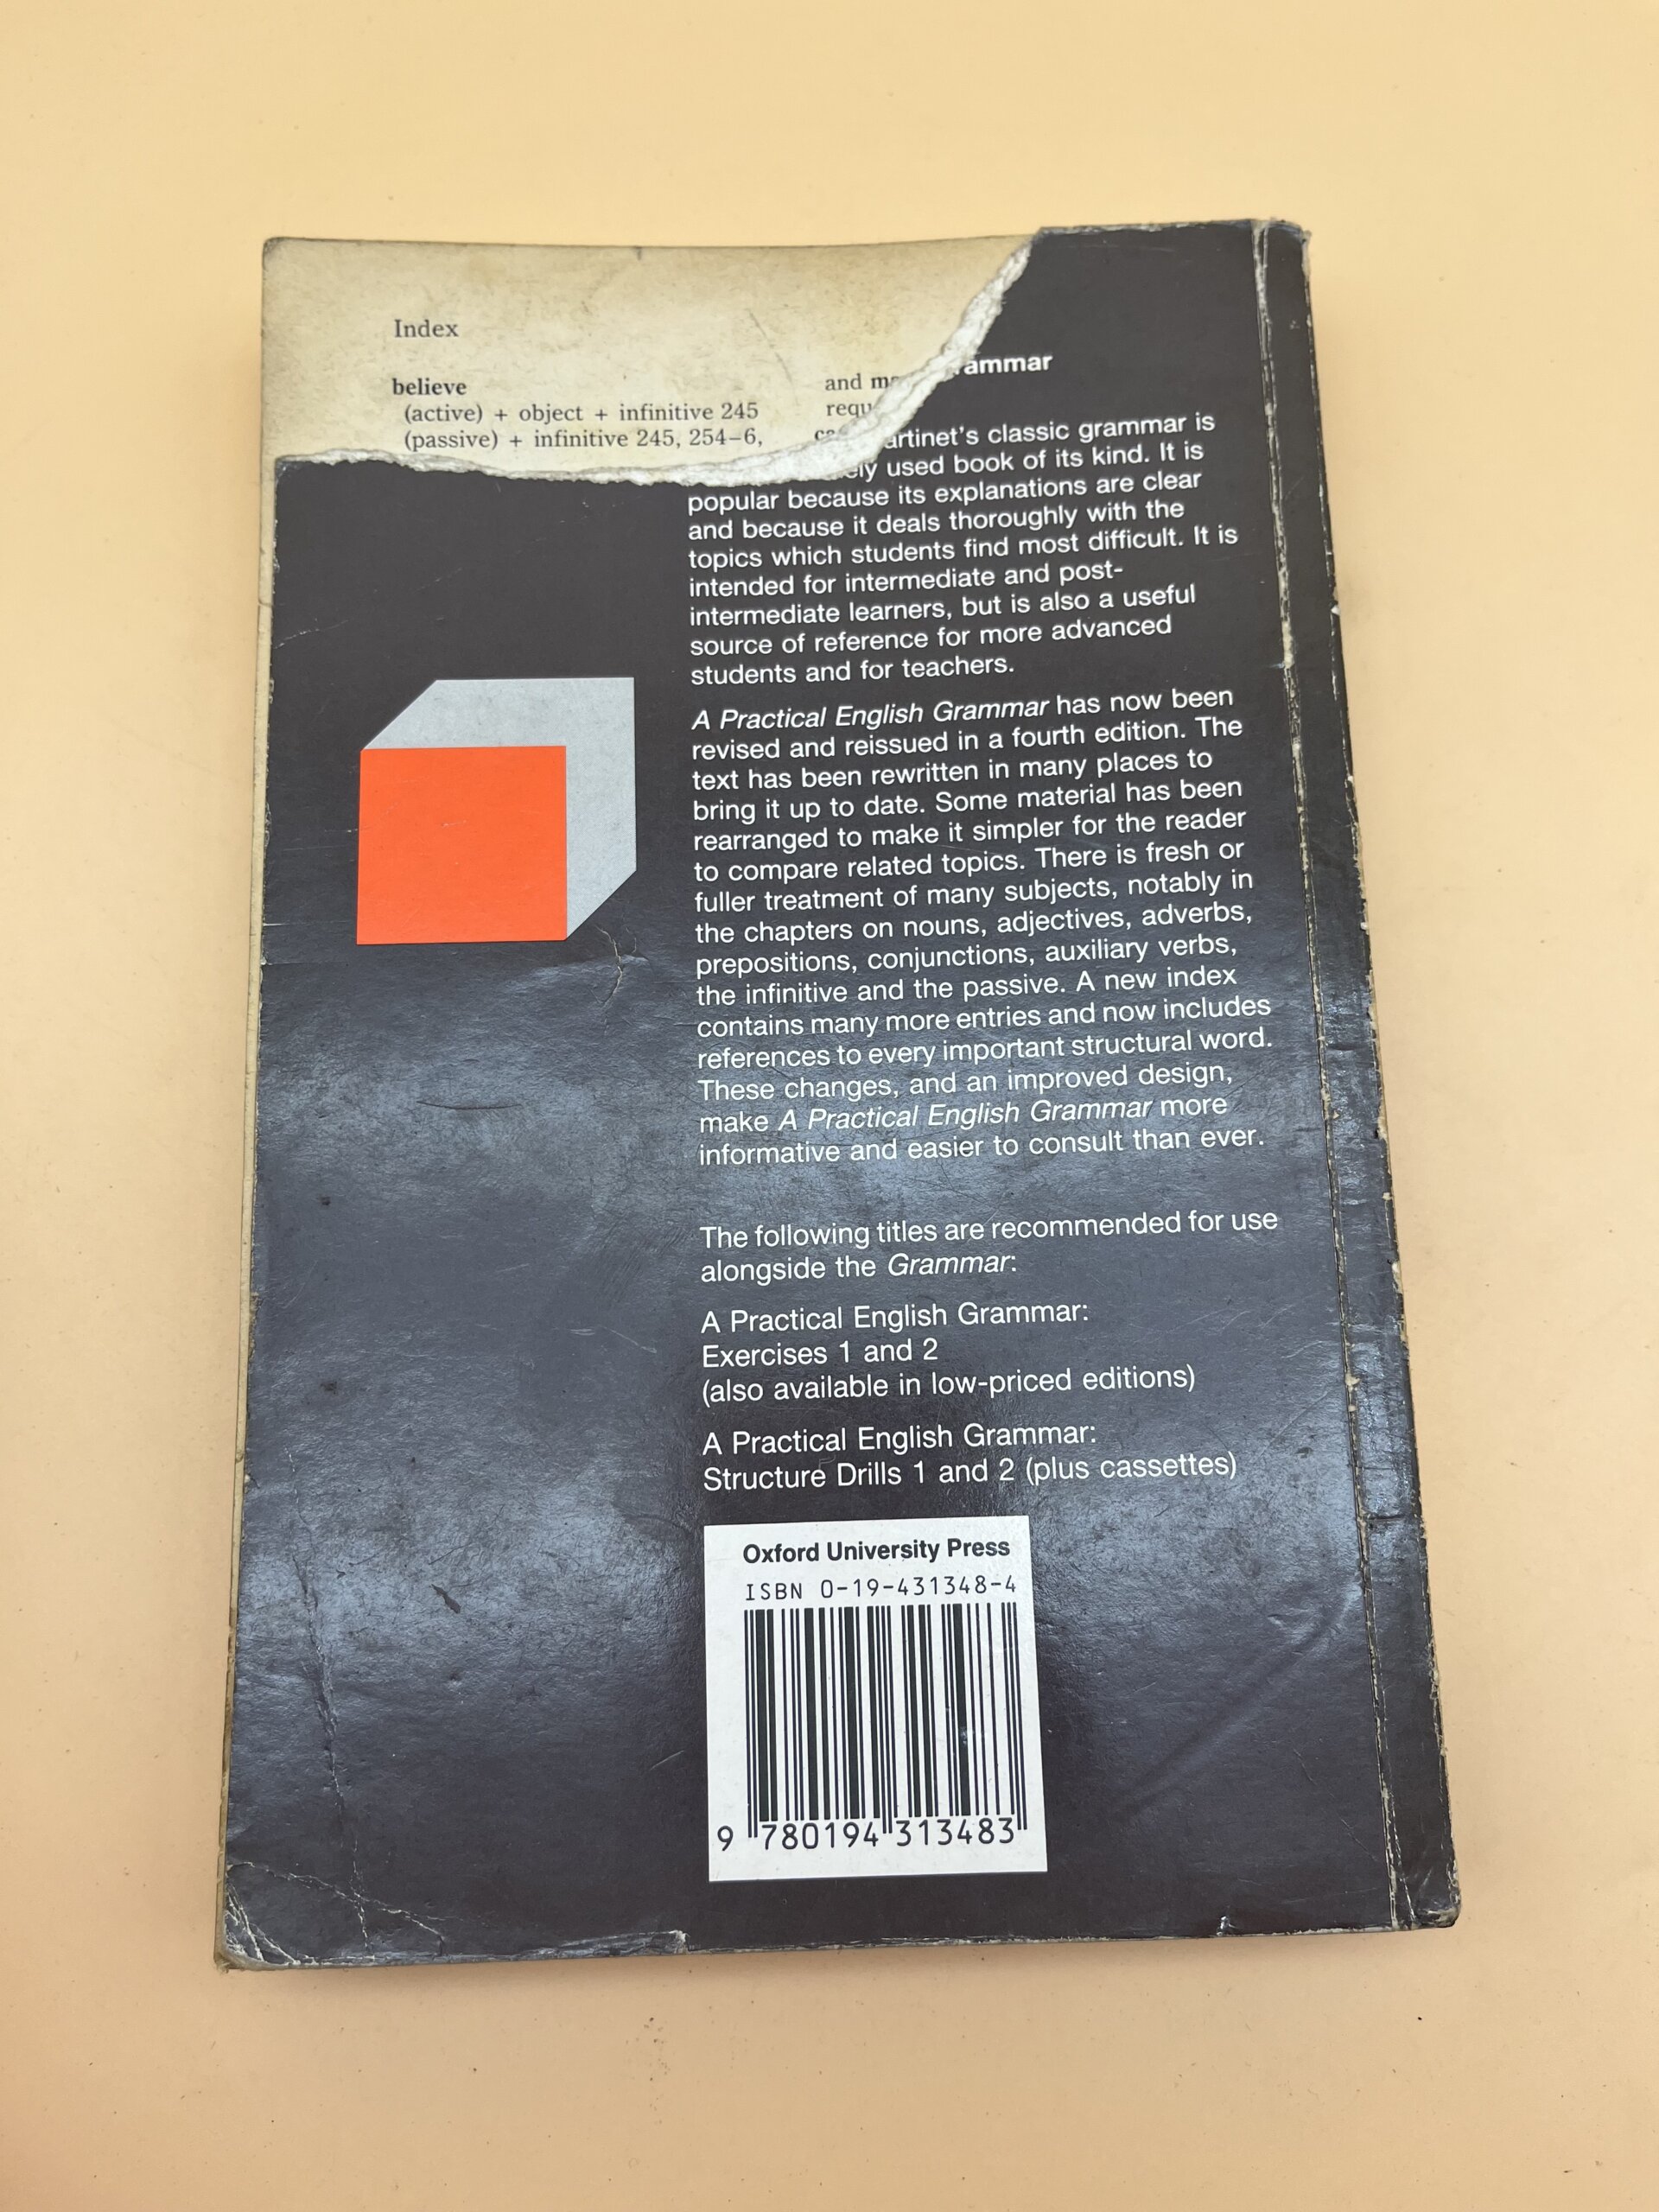 Index
believe
(active) + object + infinitive 245
(passive) + infinitive 245, 254–6,
and
artinet's classic grammar is
used book of its kind. It is
popular because its explanations are clear
and because it deals thoroughly with the
topics which students find most difficult. It is
intended for intermediate and post-
intermediate learners, but is also a useful
source of reference for more advanced
students and for teachers.
A Practical English Grammar has now been
revised and reissued in a fourth edition. The
text has been rewritten in many places to
bring it up to date. Some material has been
rearranged to make it simpler for the reader
to compare related topics. There is fresh or
fuller treatment of many subjects, notably in
the chapters on nouns, adjectives, adverbs,
prepositions, conjunctions, auxiliary verbs,
the infinitive and the passive. A new index
contains many more entries and now includes
references to every important structural word.
These changes, and an improved design,
make A Practical English Grammar more
informative and easier to consult than ever.
The following titles are recommended for use
alongside the Grammar:
A Practical English Grammar:
Exercises 1 and 2
(also available in low-priced editions)
A Practical English Grammar:
Structure Drills 1 and 2 (plus cassettes)
Oxford University Press
ISBN 0-19-431348-4
9 780194 313483